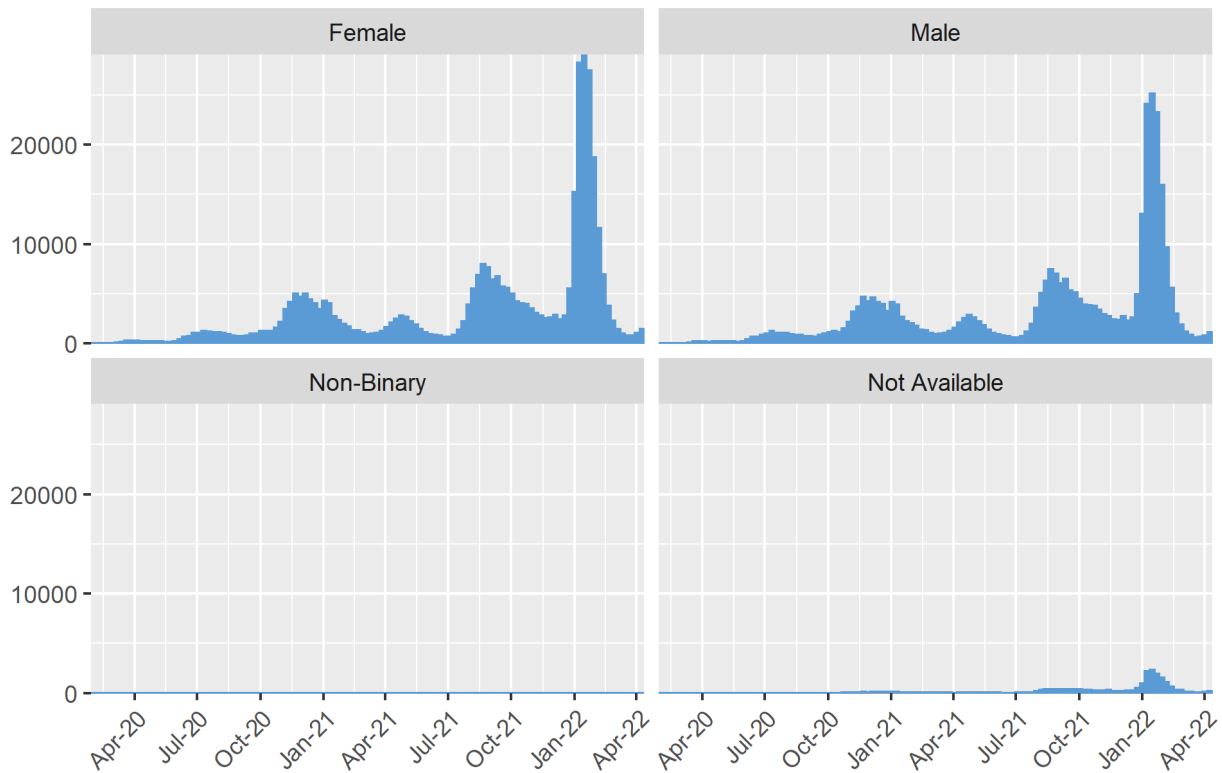 Female Male
20000
10000
0
Non-Binary Not Available
20000
10000
0
Apr-20 Jul-20 Oct-20 Jan-21 Apr-21 Jul-21 Oct-21 Jan-22 Apr-22 Apr-20 Jul-20 Oct-20 Jan-21 Apr-21 Jul-21 Oct-21 Jan-22 Apr-22